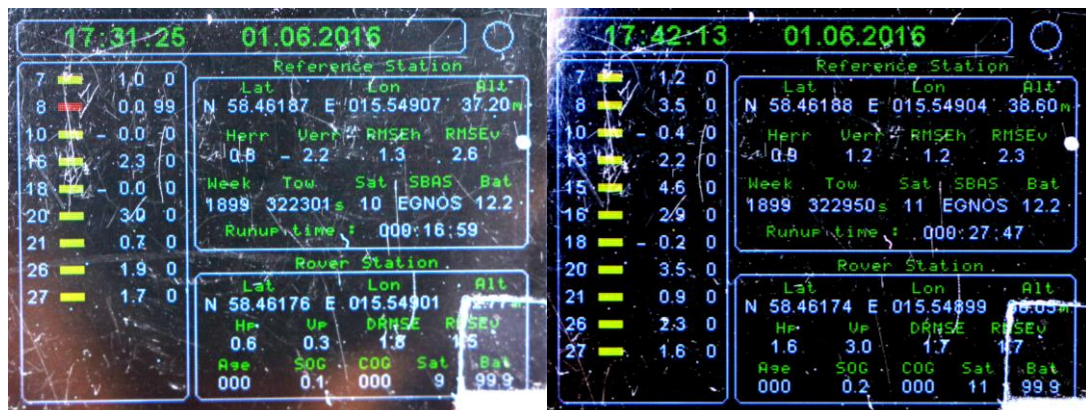 17:31:25 01.06.2016
7 1.0 0
8 0.0 99
10 - 0.0 0
16 2.3 0
18 - 0.0 0
20 3.0 0
21 0.7 0
26 1.9 0
27 1.7 0
Reference Station
Lat Lon Alt
N 58.46187 E 015.54907 37.20 m
Herr Verr RMSEh RMSEv
0.8 - 2.2 1.3 2.6
Week Tow Sat SBAS Bat
1899 322301 s 10 EGNOS 12.2
Runup time : 000:16:59
Rover Station
Lat Lon Alt
N 58.46176 E 015.54901
Hp Vp DRMSE RMSEv
0.6 0.3 1.8 1.5
Age SOG COG Sat Bat
000 0.1 000 9 99.9
17:42:13 01.06.2016
7 1.2 0
8 3.5 0
10 - 0.4 0
13 2.2 0
15 4.6 0
16 2.9 0
18 - 0.2 0
20 3.5 0
21 0.9 0
26 2.3 0
27 1.6 0
Reference Station
Lat Lon Alt
N 58.46188 E 015.54904 38.60 m
Herr Verr RMSEh RMSEv
0.9 1.2 1.2 2.3
Week Tow Sat SBAS Bat
1899 322950 s 11 EGNOS 12.2
Runup time : 000:27:47
Rover Station
Lat Lon Alt
N 58.46174 E 015.54899
Hp Vp DRMSE RMSEv
1.6 3.0 1.7 1.7
Age SOG COG Sat Bat
000 0.2 000 11 99.9